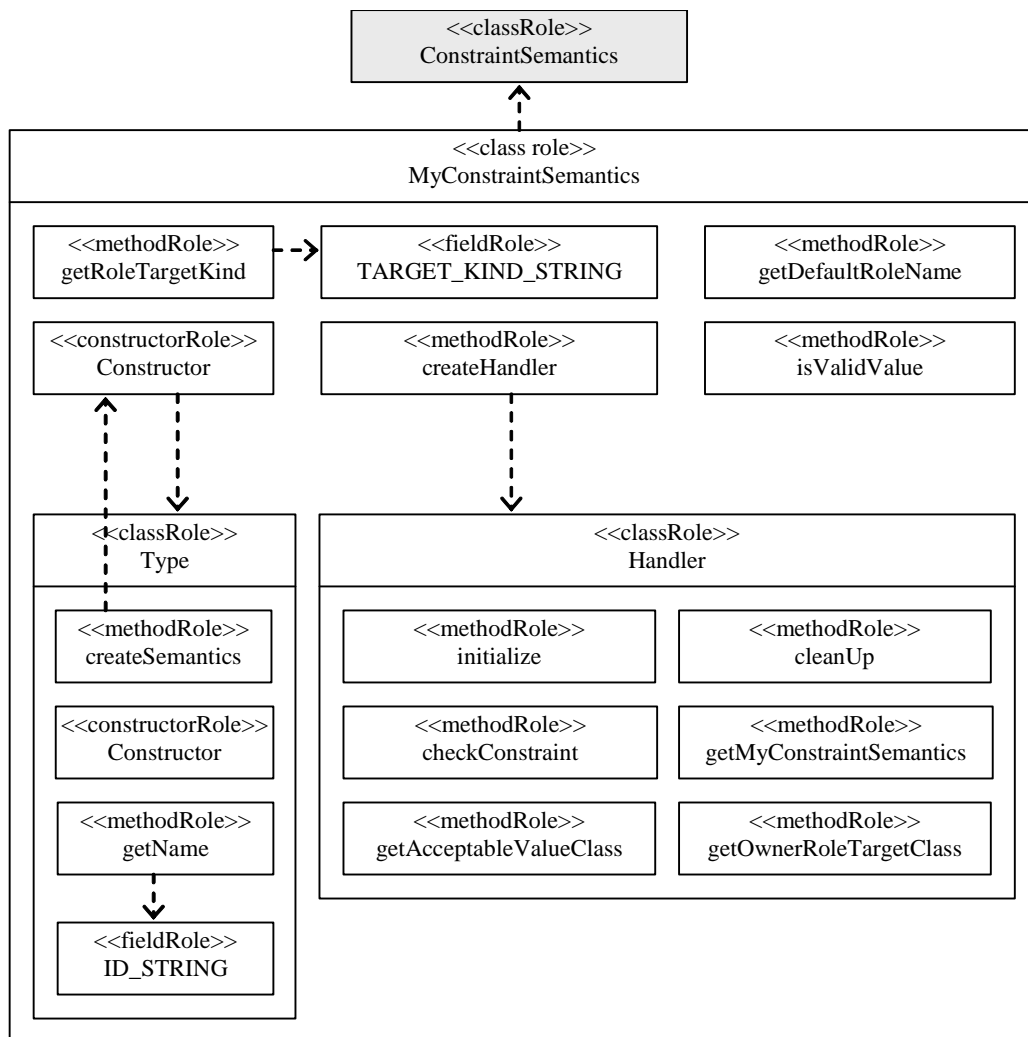 <<classRole>>
ConstraintSemantics
<<class role>>
MyConstraintSemantics
<<methodRole>>
getRoleTargetKind
<<fieldRole>>
TARGET_KIND_STRING
<<methodRole>>
getDefaultRoleName
<<constructorRole>>
Constructor
<<methodRole>>
createHandler
<<methodRole>>
isValidValue
<<classRole>>
Type
<<methodRole>>
createSemantics
<<constructorRole>>
Constructor
<<methodRole>>
getName
<<fieldRole>>
ID_STRING
<<classRole>>
Handler
<<methodRole>>
initialize
<<methodRole>>
cleanUp
<<methodRole>>
checkConstraint
<<methodRole>>
getMyConstraintSemantics
<<methodRole>>
getAcceptableValueClass
<<methodRole>>
getOwnerRoleTargetClass